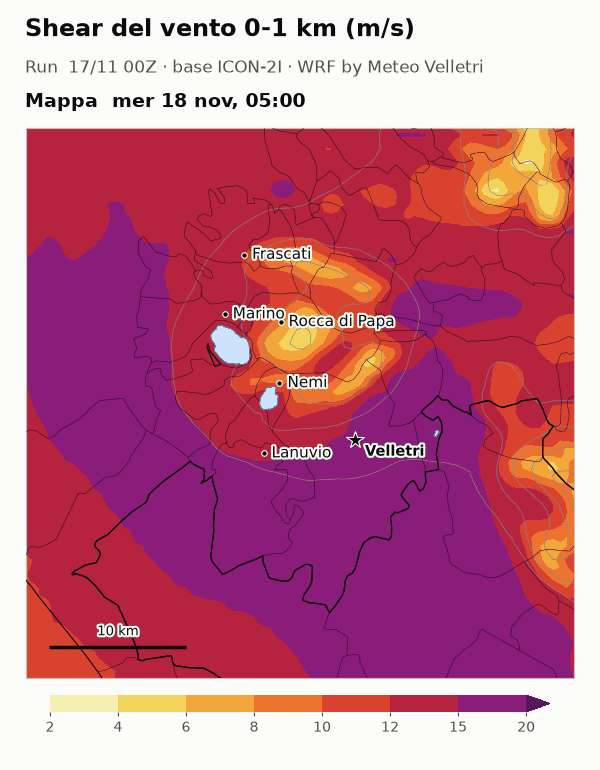 Shear del vento 0-1 km (m/s)
Run  17/11 00Z · base ICON-2I · WRF by Meteo Velletri
Mappa  mer 18 nov, 05:00
Frascati
Marino
Rocca di Papa
Nemi
Velletri
Lanuvio
10 km
2 4 6 8 10 12 15 20